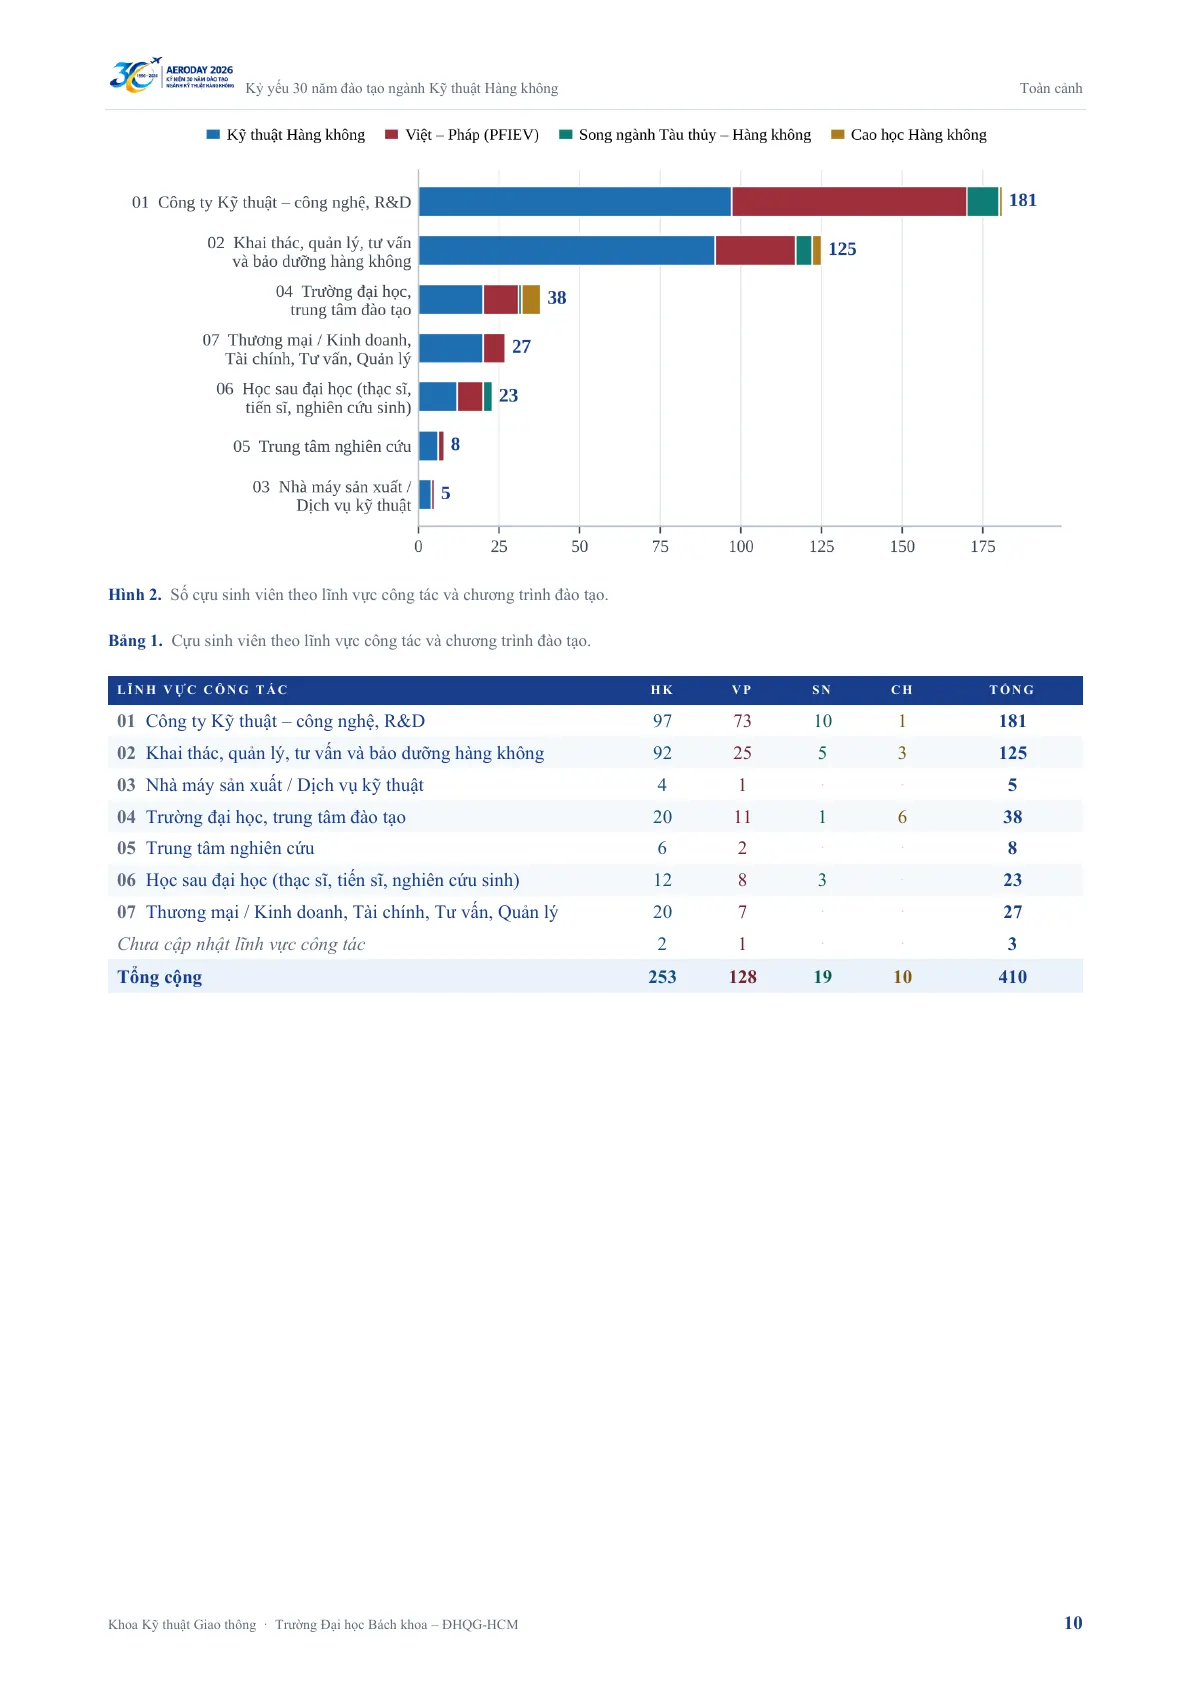 30
1996 - 2026
AERODAY 2026
KỶ NIỆM 30 NĂM ĐÀO TẠO
NGÀNH KỸ THUẬT HÀNG KHÔNG
Kỷ yếu 30 năm đào tạo ngành Kỹ thuật Hàng không
Toàn cảnh
Kỹ thuật Hàng không
Việt – Pháp (PFIEV)
Song ngành Tàu thủy – Hàng không
Cao học Hàng không
01 Công ty Kỹ thuật – công nghệ, R&D
181
02 Khai thác, quản lý, tư vấn
và bảo dưỡng hàng không
125
04 Trường đại học,
trung tâm đào tạo
38
07 Thương mại / Kinh doanh,
Tài chính, Tư vấn, Quản lý
27
06 Học sau đại học (thạc sĩ,
tiến sĩ, nghiên cứu sinh)
23
05 Trung tâm nghiên cứu
8
03 Nhà máy sản xuất /
Dịch vụ kỹ thuật
5
0 25 50 75 100 125 150 175
Hình 2. Số cựu sinh viên theo lĩnh vực công tác và chương trình đào tạo.
Bảng 1. Cựu sinh viên theo lĩnh vực công tác và chương trình đào tạo.
LĨNH VỰC CÔNG TÁC HK VP SN CH TỔNG
01 Công ty Kỹ thuật – công nghệ, R&D 97 73 10 1 181
02 Khai thác, quản lý, tư vấn và bảo dưỡng hàng không 92 25 5 3 125
03 Nhà máy sản xuất / Dịch vụ kỹ thuật 4 1 · · 5
04 Trường đại học, trung tâm đào tạo 20 11 1 6 38
05 Trung tâm nghiên cứu 6 2 · · 8
06 Học sau đại học (thạc sĩ, tiến sĩ, nghiên cứu sinh) 12 8 3 · 23
07 Thương mại / Kinh doanh, Tài chính, Tư vấn, Quản lý 20 7 · · 27
Chưa cập nhật lĩnh vực công tác 2 1 · · 3
Tổng cộng 253 128 19 10 410
Khoa Kỹ thuật Giao thông · Trường Đại học Bách khoa – ĐHQG-HCM
10